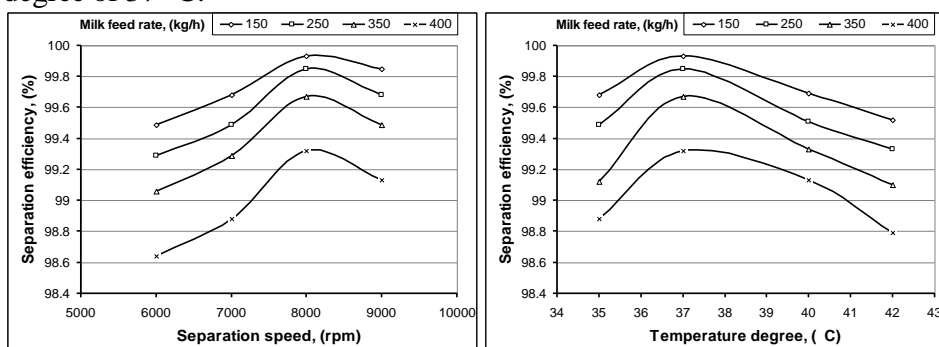 Milk feed rate, (kg/h) 150 250 350 400
100
99.8
99.6
99.4
99.2
99
98.8
98.6
98.4
5000 6000 7000 8000 9000 10000
Separation efficiency, (%)
Separation speed, (rpm)
Milk feed rate, (kg/h) 150 250 350 400
100
99.8
99.6
99.4
99.2
99
98.8
98.6
98.4
34 35 36 37 38 39 40 41 42 43
Separation efficiency, (%)
Temperature degree, ( C)